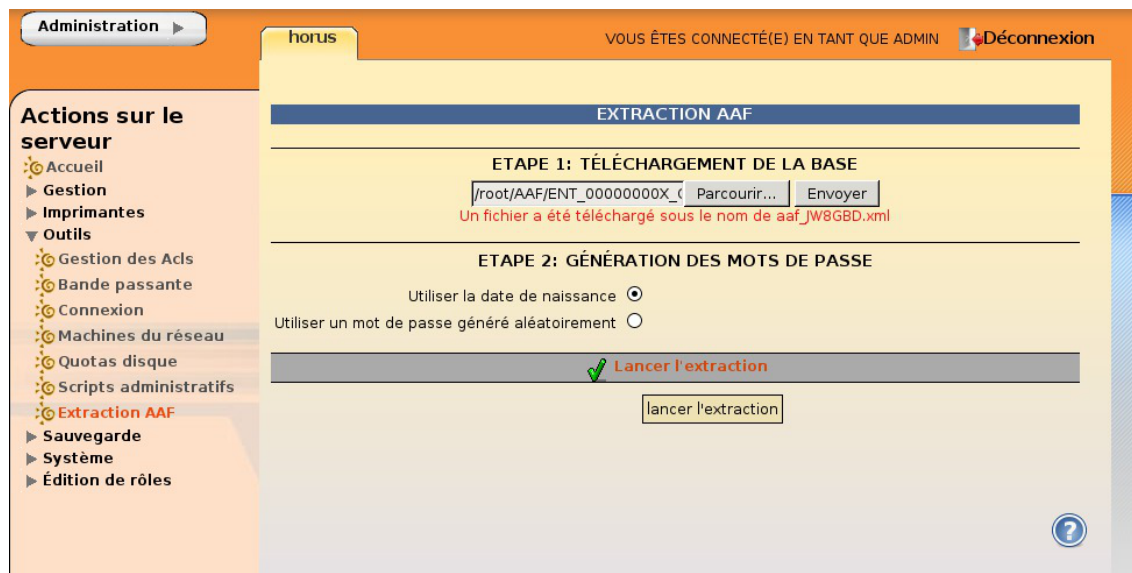 Administration
horus
VOUS ÊTES CONNECTÉ(E) EN TANT QUE ADMIN
Déconnexion
Actions sur le
serveur
Accueil
Gestion
Imprimantes
Outils
Gestion des Acls
Bande passante
Connexion
Machines du réseau
Quotas disque
Scripts administratifs
Extraction AAF
Sauvegarde
Système
Édition de rôles
EXTRACTION AAF
ETAPE 1: TÉLÉCHARGEMENT DE LA BASE
/root/AAF/ENT_00000000X_ Parcourir... Envoyer
Un fichier a été téléchargé sous le nom de aaf_JW8GBD.xml
ETAPE 2: GÉNÉRATION DES MOTS DE PASSE
Utiliser la date de naissance
Utiliser un mot de passe généré aléatoirement
Lancer l'extraction
lancer l'extraction
?